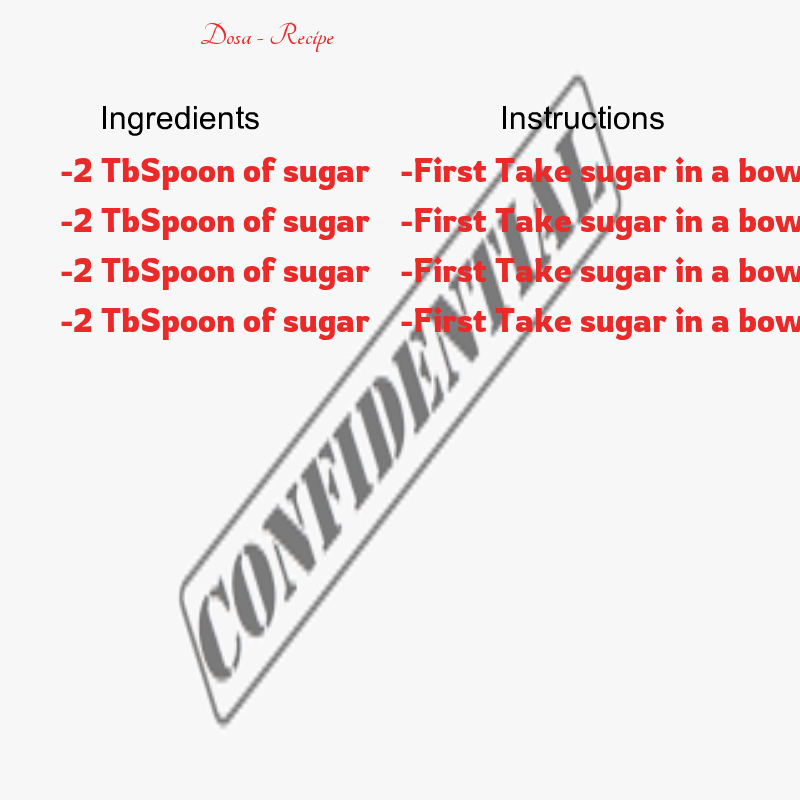 Dosa - Recipe
Ingredients
-2 TbSpoon of sugar
-2 TbSpoon of sugar
-2 TbSpoon of sugar
-2 TbSpoon of sugar
Instructions
-First Take sugar in a bow
-First Take sugar in a bow
-First Take sugar in a bow
-First Take sugar in a bow
CONFIDENTIAL